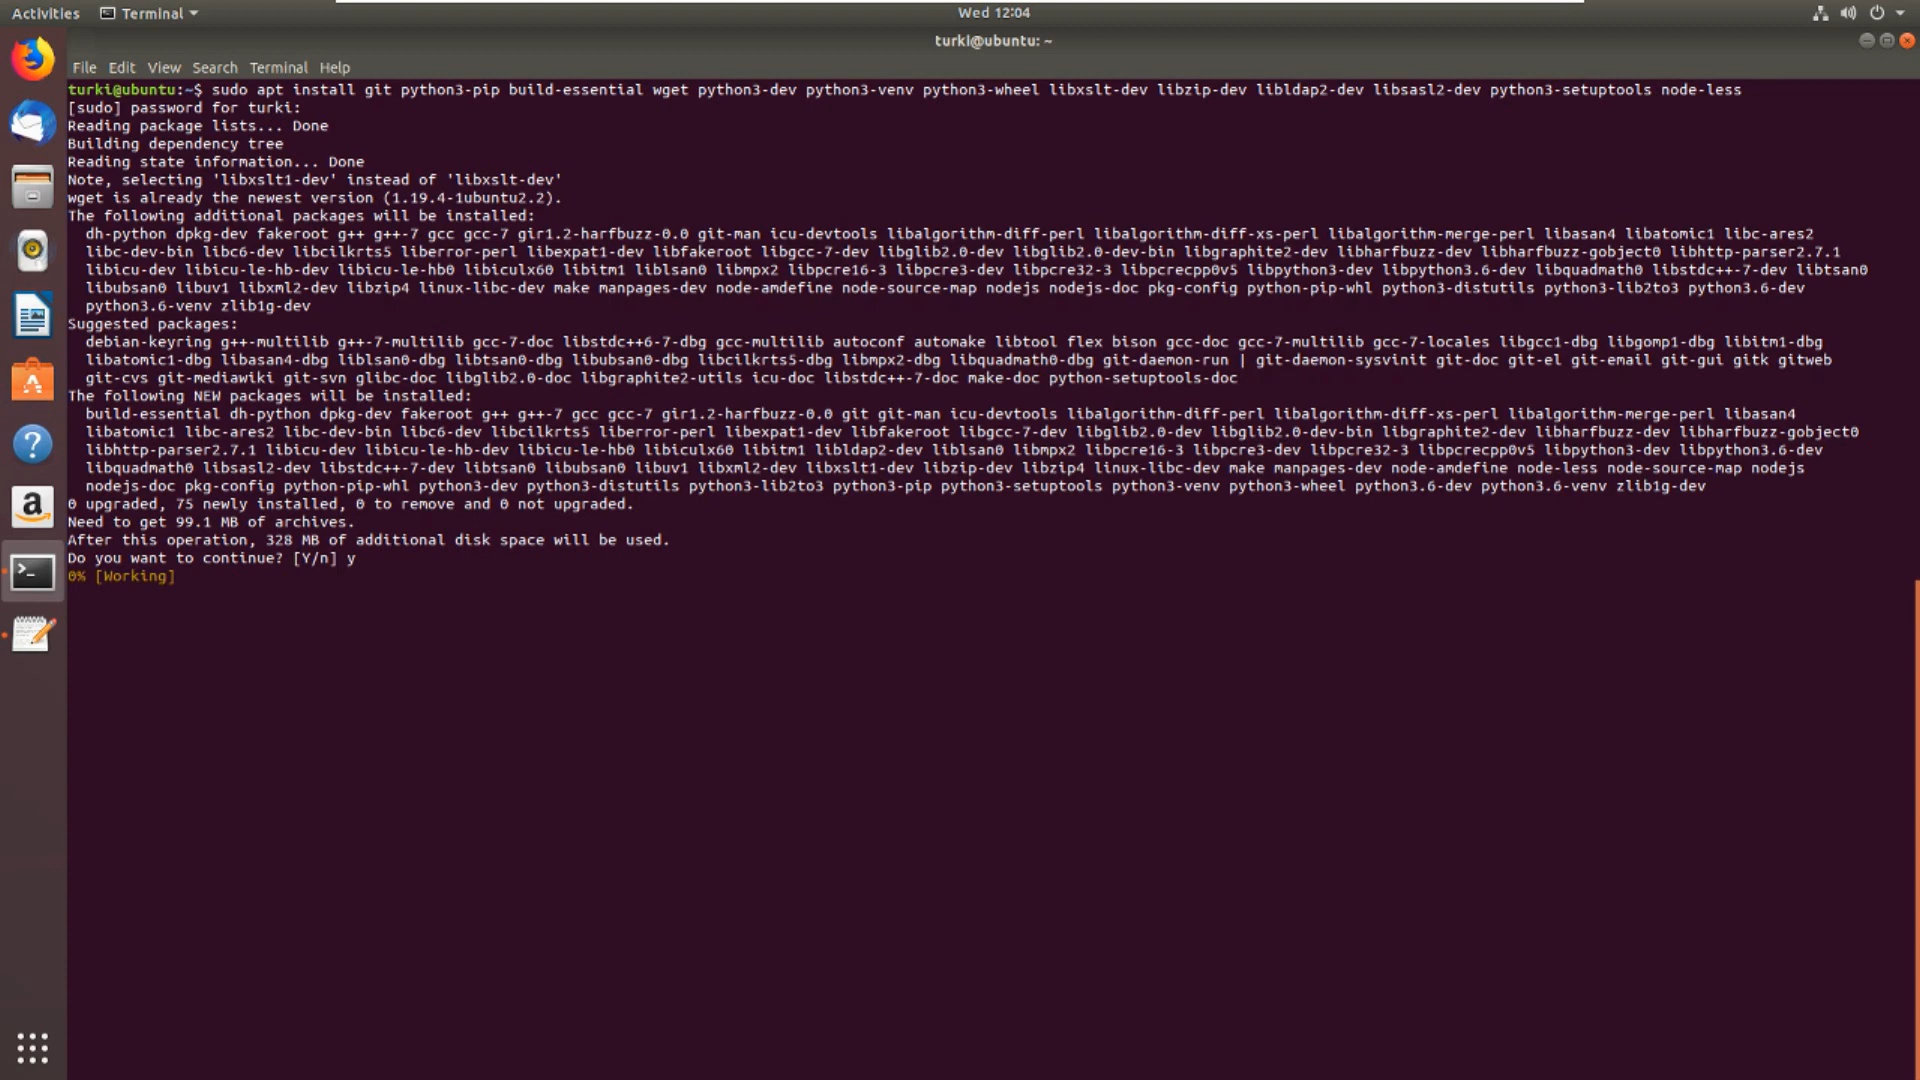 Activities Terminal Wed 12:04
turki@ubuntu: ~
File Edit View Search Terminal Help
turki@ubuntu:~$ sudo apt install git python3-pip build-essential wget python3-dev python3-venv python3-wheel libxslt-dev libzip-dev libldap2-dev libsasl2-dev python3-setuptools node-less
[sudo] password for turki:
Reading package lists... Done
Building dependency tree
Reading state information... Done
Note, selecting 'libxslt1-dev' instead of 'libxslt-dev'
wget is already the newest version (1.19.4-1ubuntu2.2).
The following additional packages will be installed:
dh-python dpkg-dev fakeroot g++ g++-7 gcc gcc-7 gir1.2-harfbuzz-0.0 git-man icu-devtools libalgorithm-diff-perl libalgorithm-diff-xs-perl libalgorithm-merge-perl libasan4 libatomic1 libc-ares2
libc-dev-bin libc6-dev libcilkrts5 liberror-perl libexpat1-dev libfakeroot libgcc-7-dev libglib2.0-dev libglib2.0-dev-bin libgraphite2-dev libharfbuzz-dev libharfbuzz-gobject0 libhttp-parser2.7.1
libicu-dev libicu-le-hb-dev libicu-le-hb0 libiculx60 libitm1 liblsan0 libmpx2 libpcre16-3 libpcre3-dev libpcre32-3 libpcrecpp0v5 libpython3-dev libpython3.6-dev libquadmath0 libstdc++-7-dev libtsan0
libubsan0 libuv1 libxml2-dev libzip4 linux-libc-dev make manpages-dev node-amdefine node-source-map nodejs nodejs-doc pkg-config python-pip-whl python3-distutils python3-lib2to3 python3.6-dev
python3.6-venv zlib1g-dev
Suggested packages:
debian-keyring g++-multilib g++-7-multilib gcc-7-doc libstdc++6-7-dbg gcc-multilib autoconf automake libtool flex bison gcc-doc gcc-7-multilib gcc-7-locales libgcc1-dbg libgomp1-dbg libitm1-dbg
libatomic1-dbg libasan4-dbg liblsan0-dbg libtsan0-dbg libubsan0-dbg libcilkrts5-dbg libmpx2-dbg libquadmath0-dbg git-daemon-run | git-daemon-sysvinit git-doc git-el git-email git-gui gitk gitweb
git-cvs git-mediawiki git-svn glibc-doc libglib2.0-doc libgraphite2-utils icu-doc libstdc++-7-doc make-doc python-setuptools-doc
The following NEW packages will be installed:
build-essential dh-python dpkg-dev fakeroot g++ g++-7 gcc gcc-7 gir1.2-harfbuzz-0.0 git git-man icu-devtools libalgorithm-diff-perl libalgorithm-diff-xs-perl libalgorithm-merge-perl libasan4
libatomic1 libc-ares2 libc-dev-bin libc6-dev libcilkrts5 liberror-perl libexpat1-dev libfakeroot libgcc-7-dev libglib2.0-dev libglib2.0-dev-bin libgraphite2-dev libharfbuzz-dev libharfbuzz-gobject0
libhttp-parser2.7.1 libicu-dev libicu-le-hb-dev libicu-le-hb0 libiculx60 libitm1 libldap2-dev liblsan0 libmpx2 libpcre16-3 libpcre3-dev libpcre32-3 libpcrecpp0v5 libpython3-dev libpython3.6-dev
libquadmath0 libsasl2-dev libstdc++-7-dev libtsan0 libubsan0 libuv1 libxml2-dev libxslt1-dev libzip-dev libzip4 linux-libc-dev make manpages-dev node-amdefine node-less node-source-map nodejs
nodejs-doc pkg-config python-pip-whl python3-dev python3-distutils python3-lib2to3 python3-pip python3-setuptools python3-venv python3-wheel python3.6-dev python3.6-venv zlib1g-dev
0 upgraded, 75 newly installed, 0 to remove and 0 not upgraded.
Need to get 99.1 MB of archives.
After this operation, 328 MB of additional disk space will be used.
Do you want to continue? [Y/n] y
0% [Working]